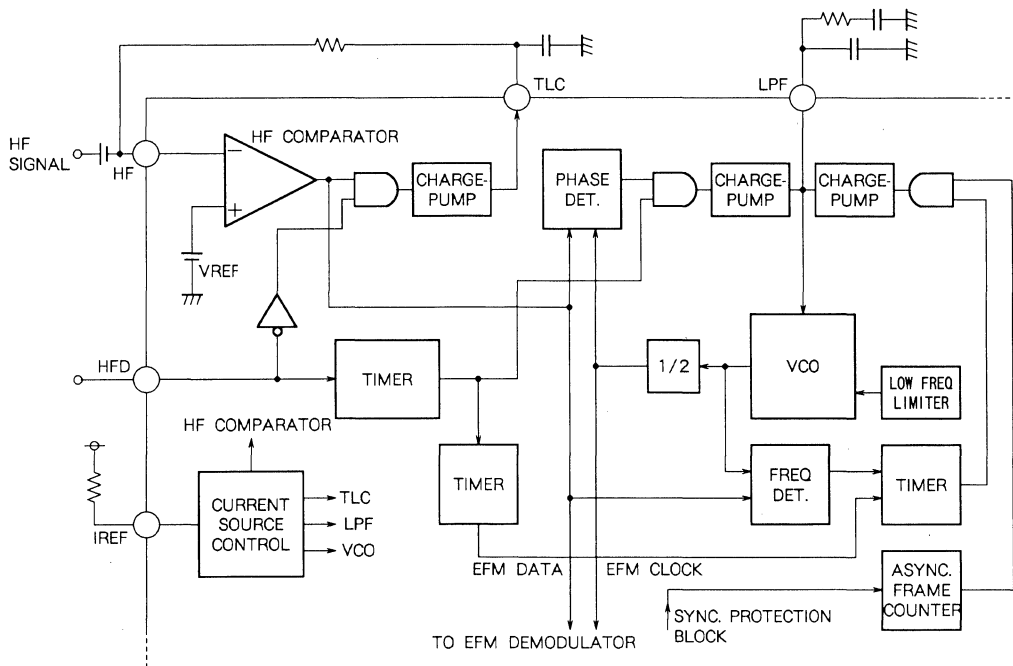 TLC
LPF
HF
SIGNAL
HF
HF COMPARATOR
−
+
VREF
CHARGE-
PUMP
PHASE
DET.
CHARGE-
PUMP
CHARGE-
PUMP
HFD
TIMER
1/2
VCO
LOW FREQ
LIMITER
HF COMPARATOR
TIMER
FREQ
DET.
TIMER
IREF
CURRENT
SOURCE
CONTROL
TLC
LPF
VCO
EFM DATA
EFM CLOCK
ASYNC.
FRAME
COUNTER
SYNC. PROTECTION
BLOCK
TO EFM DEMODULATOR